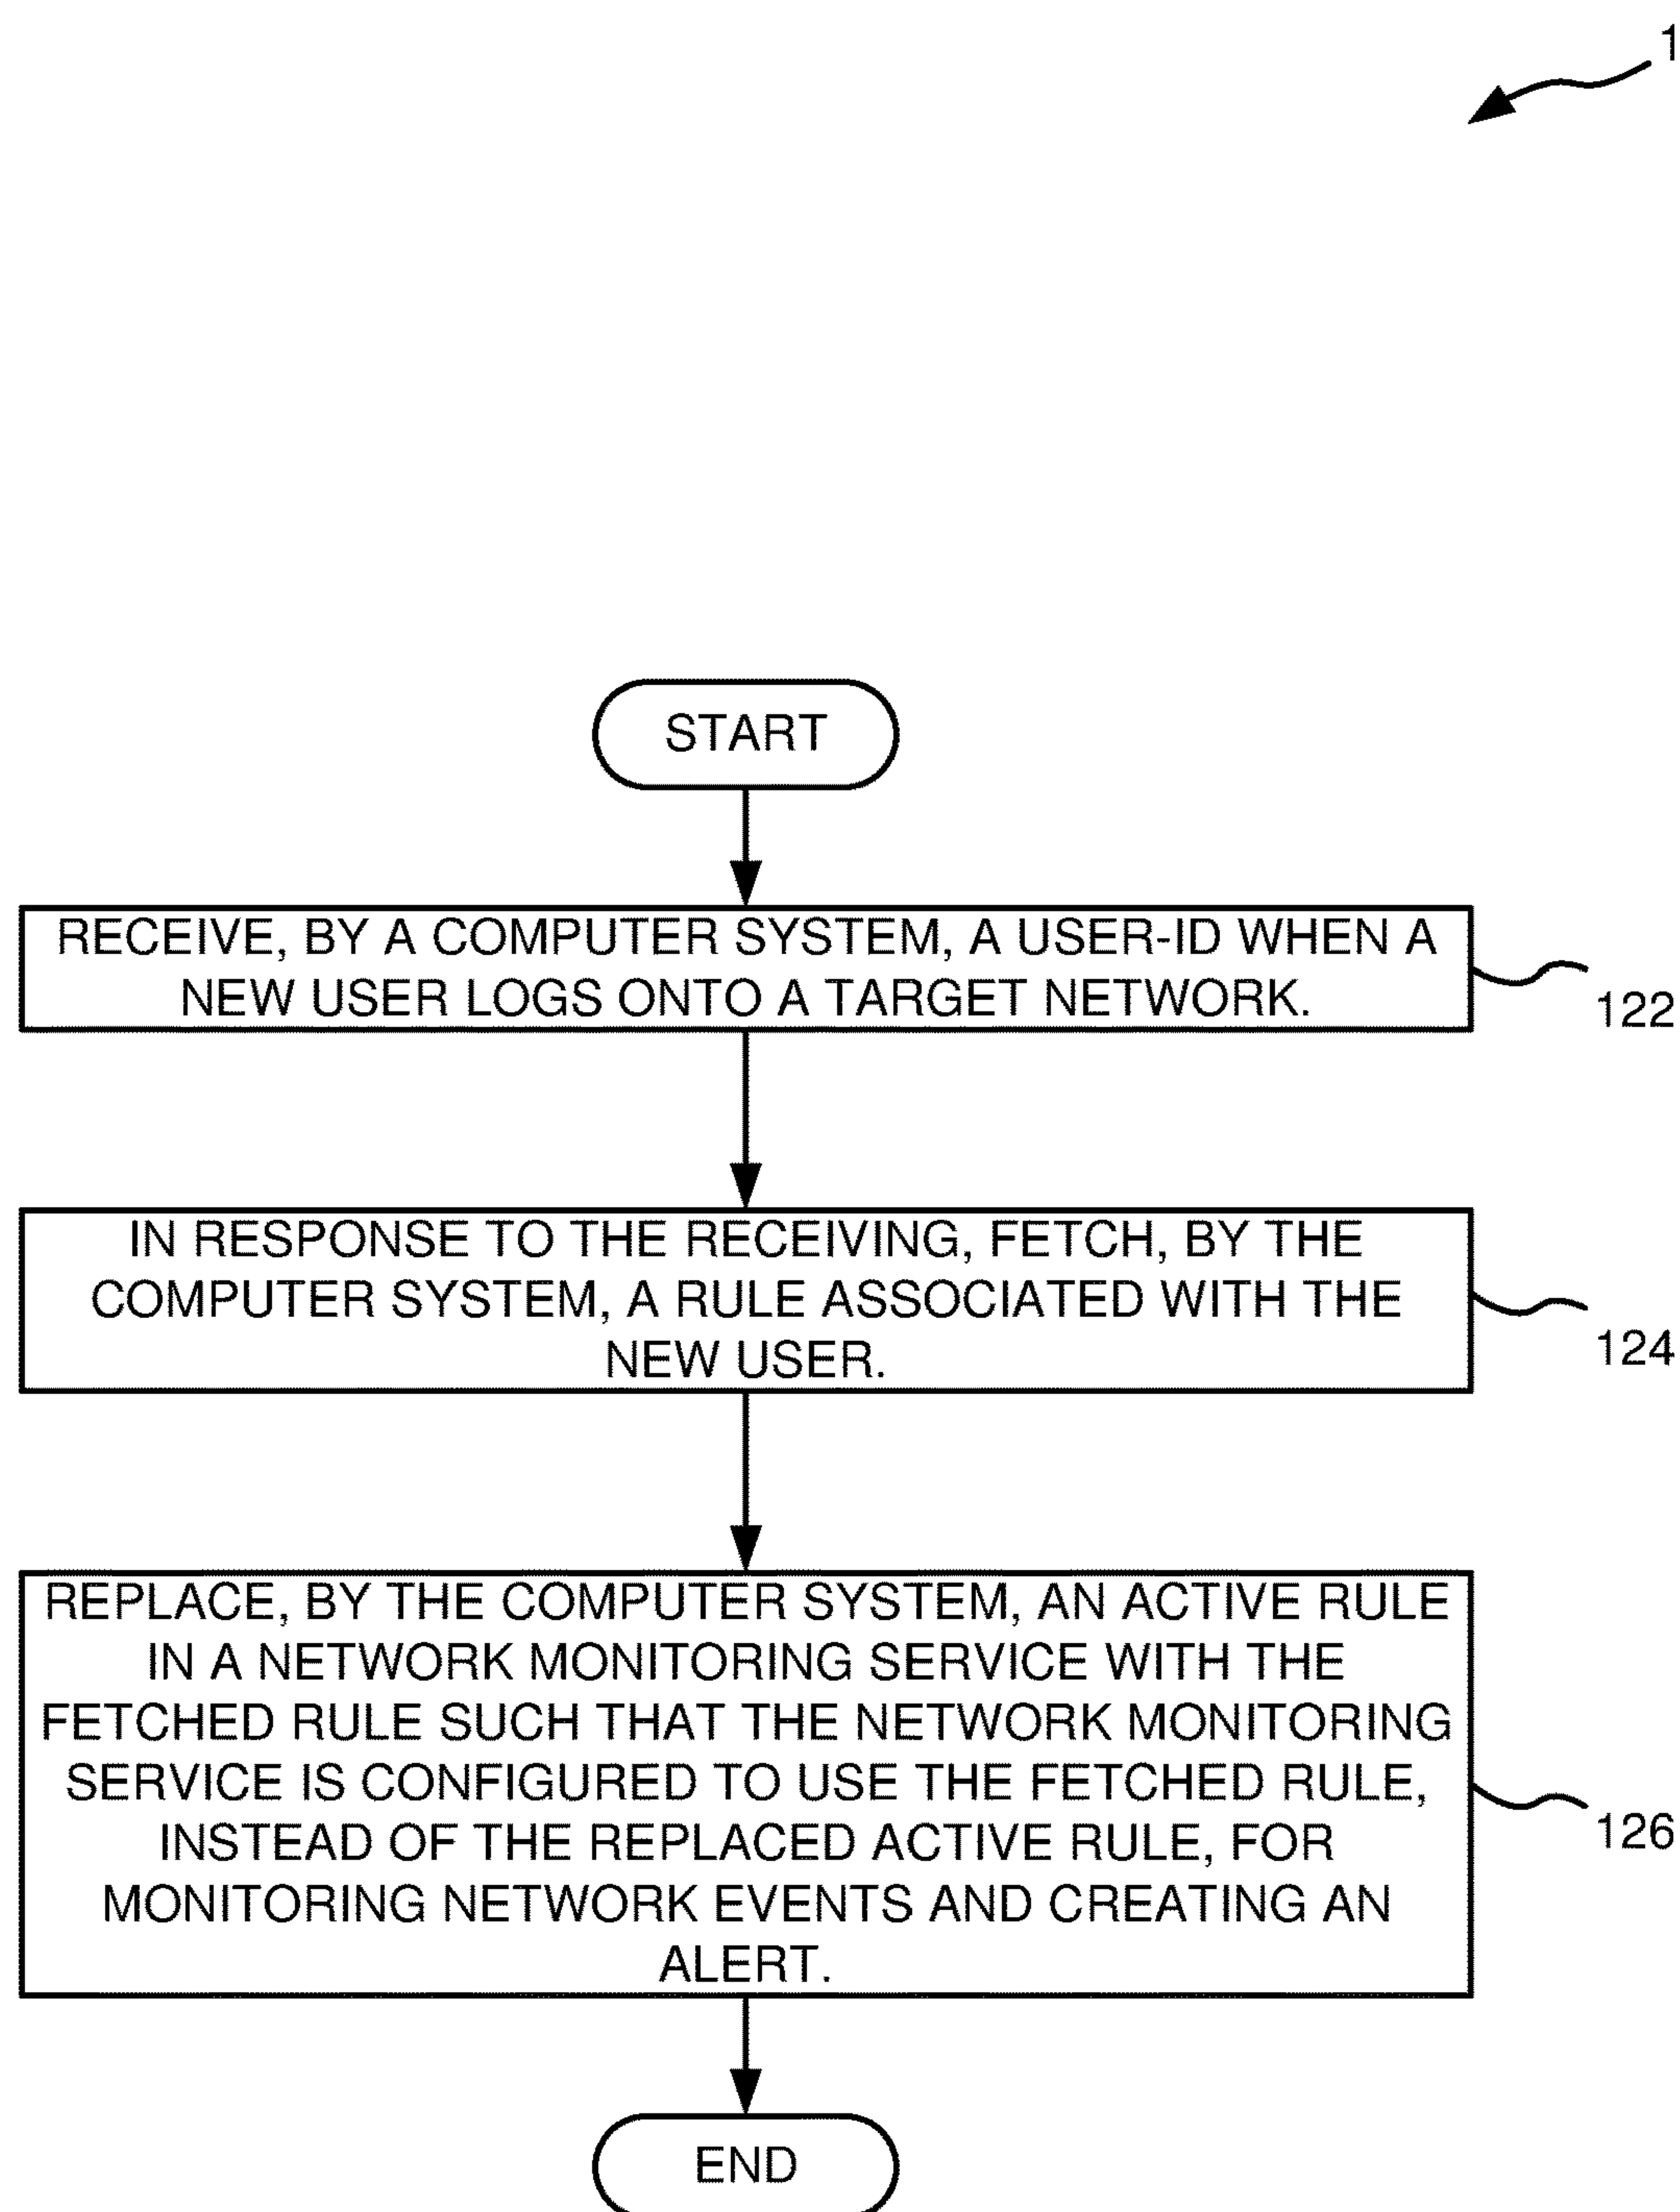 1
START
RECEIVE, BY A COMPUTER SYSTEM, A USER-ID WHEN A
NEW USER LOGS ONTO A TARGET NETWORK.
122
IN RESPONSE TO THE RECEIVING, FETCH, BY THE
COMPUTER SYSTEM, A RULE ASSOCIATED WITH THE
NEW USER.
124
REPLACE, BY THE COMPUTER SYSTEM, AN ACTIVE RULE
IN A NETWORK MONITORING SERVICE WITH THE
FETCHED RULE SUCH THAT THE NETWORK MONITORING
SERVICE IS CONFIGURED TO USE THE FETCHED RULE,
INSTEAD OF THE REPLACED ACTIVE RULE, FOR
MONITORING NETWORK EVENTS AND CREATING AN
ALERT.
126
END